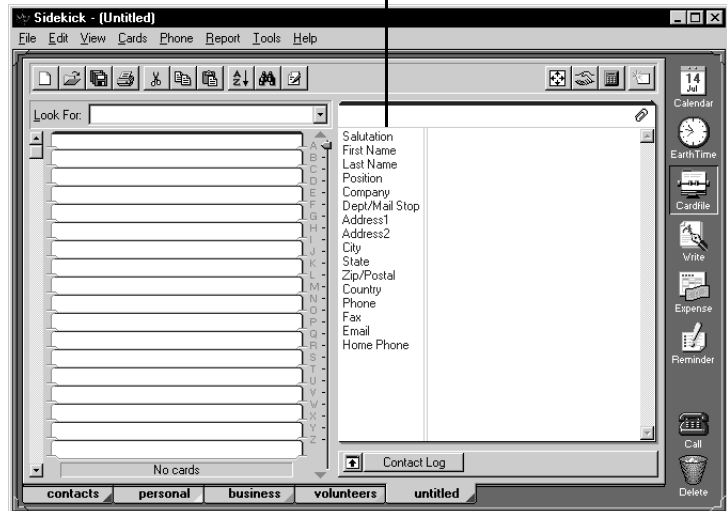 Sidekick - (Untitled)
File Edit View Cards Phone Report Tools Help
14
Jul
Calendar
Look For:
EarthTime
Cardfile
Write
Expense
Reminder
Call
Delete
A
B
C
D
E
F
G
H
I
J
K
L
M
N
O
P
Q
R
S
T
U
V
W
X
Y
Z
Salutation
First Name
Last Name
Position
Company
Dept/Mail Stop
Address1
Address2
City
State
Zip/Postal
Country
Phone
Fax
Email
Home Phone
No cards
Contact Log
contacts personal business volunteers untitled